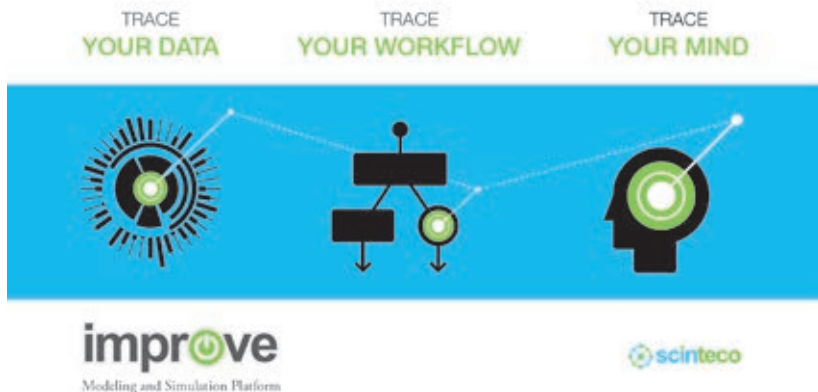 TRACE
YOUR DATA
TRACE
YOUR WORKFLOW
TRACE
YOUR MIND
improve
Modeling and Simulation Platform
scinteco